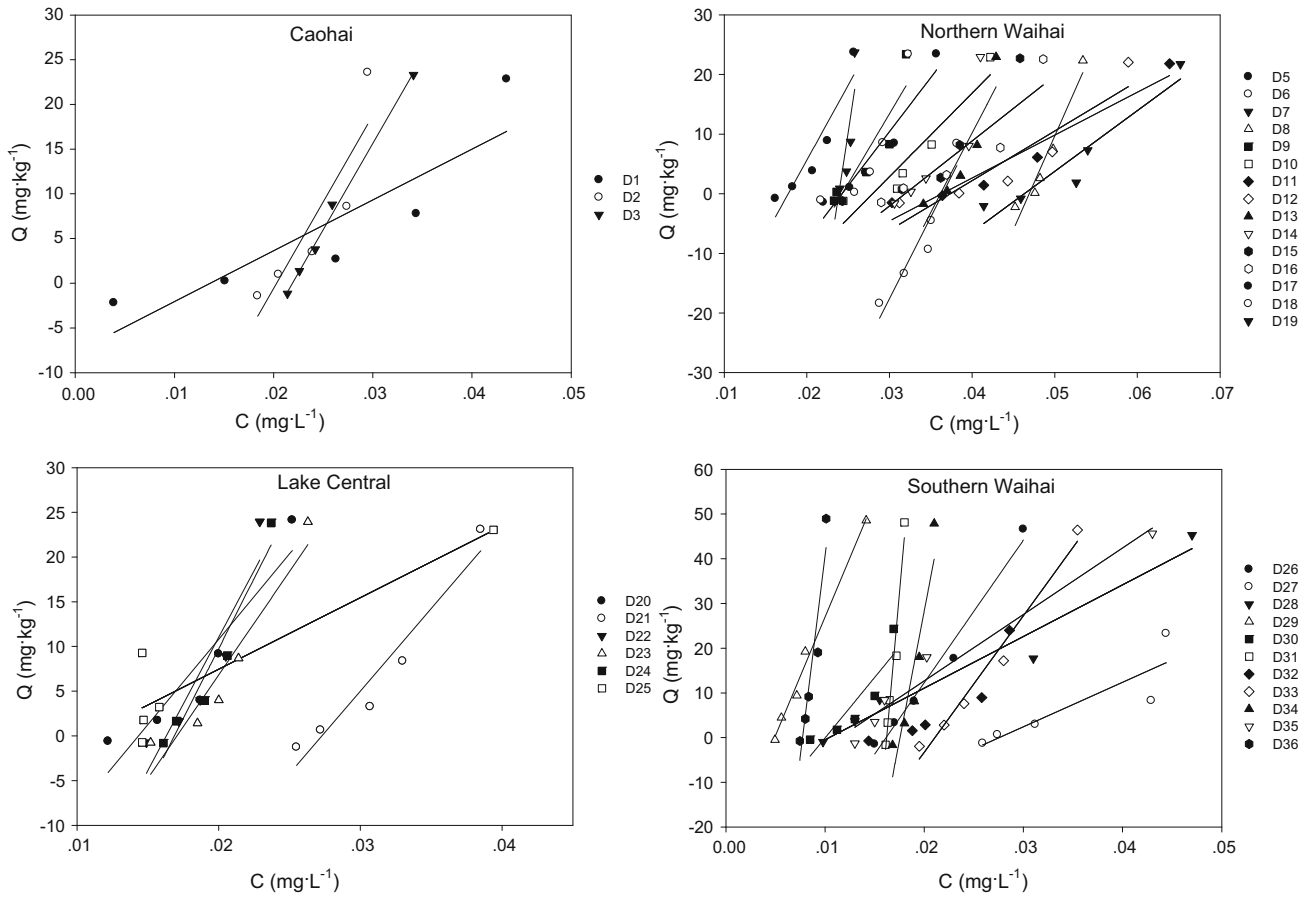 Caohai
Q (mg·kg-1)
30
25
20
15
10
5
0
-5
-10
0.00 .01 .02 .03 .04 .05
C (mg·L-1)
D1
D2
D3
Northern Waihai
Q (mg·kg-1)
30
20
10
0
-10
-20
-30
.01 .02 .03 .04 .05 .06 .07
C (mg·L-1)
D5
D6
D7
D8
D9
D10
D11
D12
D13
D14
D15
D16
D17
D18
D19
Lake Central
Q (mg·kg-1)
30
25
20
15
10
5
0
-5
-10
.01 .02 .03 .04
C (mg·L-1)
D20
D21
D22
D23
D24
D25
Southern Waihai
Q (mg·kg-1)
60
50
40
30
20
10
0
-10
-20
0.00 .01 .02 .03 .04 .05
C (mg·L-1)
D26
D27
D28
D29
D30
D31
D32
D33
D34
D35
D36